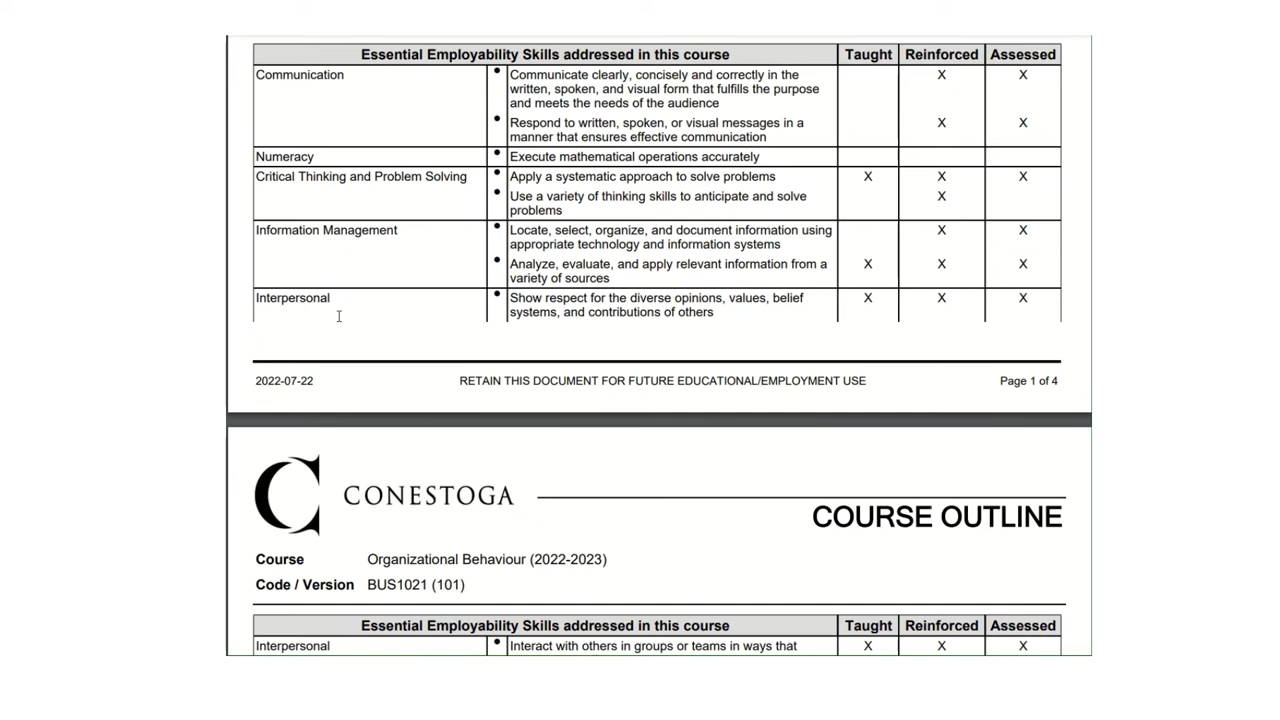 Essential Employability Skills addressed in this course Taught Reinforced Assessed
Communication • Communicate clearly, concisely and correctly in the X X
written, spoken, and visual form that fulfills the purpose
and meets the needs of the audience
• Respond to written, spoken, or visual messages in a X X
manner that ensures effective communication
Numeracy • Execute mathematical operations accurately
Critical Thinking and Problem Solving • Apply a systematic approach to solve problems X X X
• Use a variety of thinking skills to anticipate and solve X
problems
Information Management • Locate, select, organize, and document information using X X
appropriate technology and information systems
• Analyze, evaluate, and apply relevant information from a X X X
variety of sources
Interpersonal • Show respect for the diverse opinions, values, belief X X X
systems, and contributions of others
2022-07-22 RETAIN THIS DOCUMENT FOR FUTURE EDUCATIONAL/EMPLOYMENT USE Page 1 of 4
CONESTOGA
COURSE OUTLINE
Course Organizational Behaviour (2022-2023)
Code / Version BUS1021 (101)
Essential Employability Skills addressed in this course Taught Reinforced Assessed
Interpersonal • Interact with others in groups or teams in ways that X X X